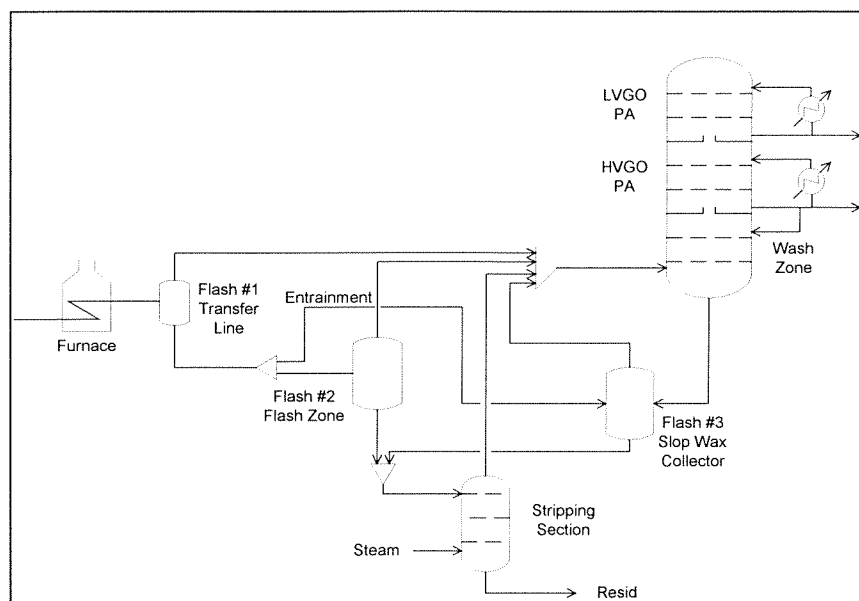 LVGO
PA
HVGO
PA
Wash
Zone
Flash #1
Transfer
Line
Entrainment
Furnace
Flash #2
Flash Zone
Flash #3
Slop Wax
Collector
Stripping
Section
Steam
Resid